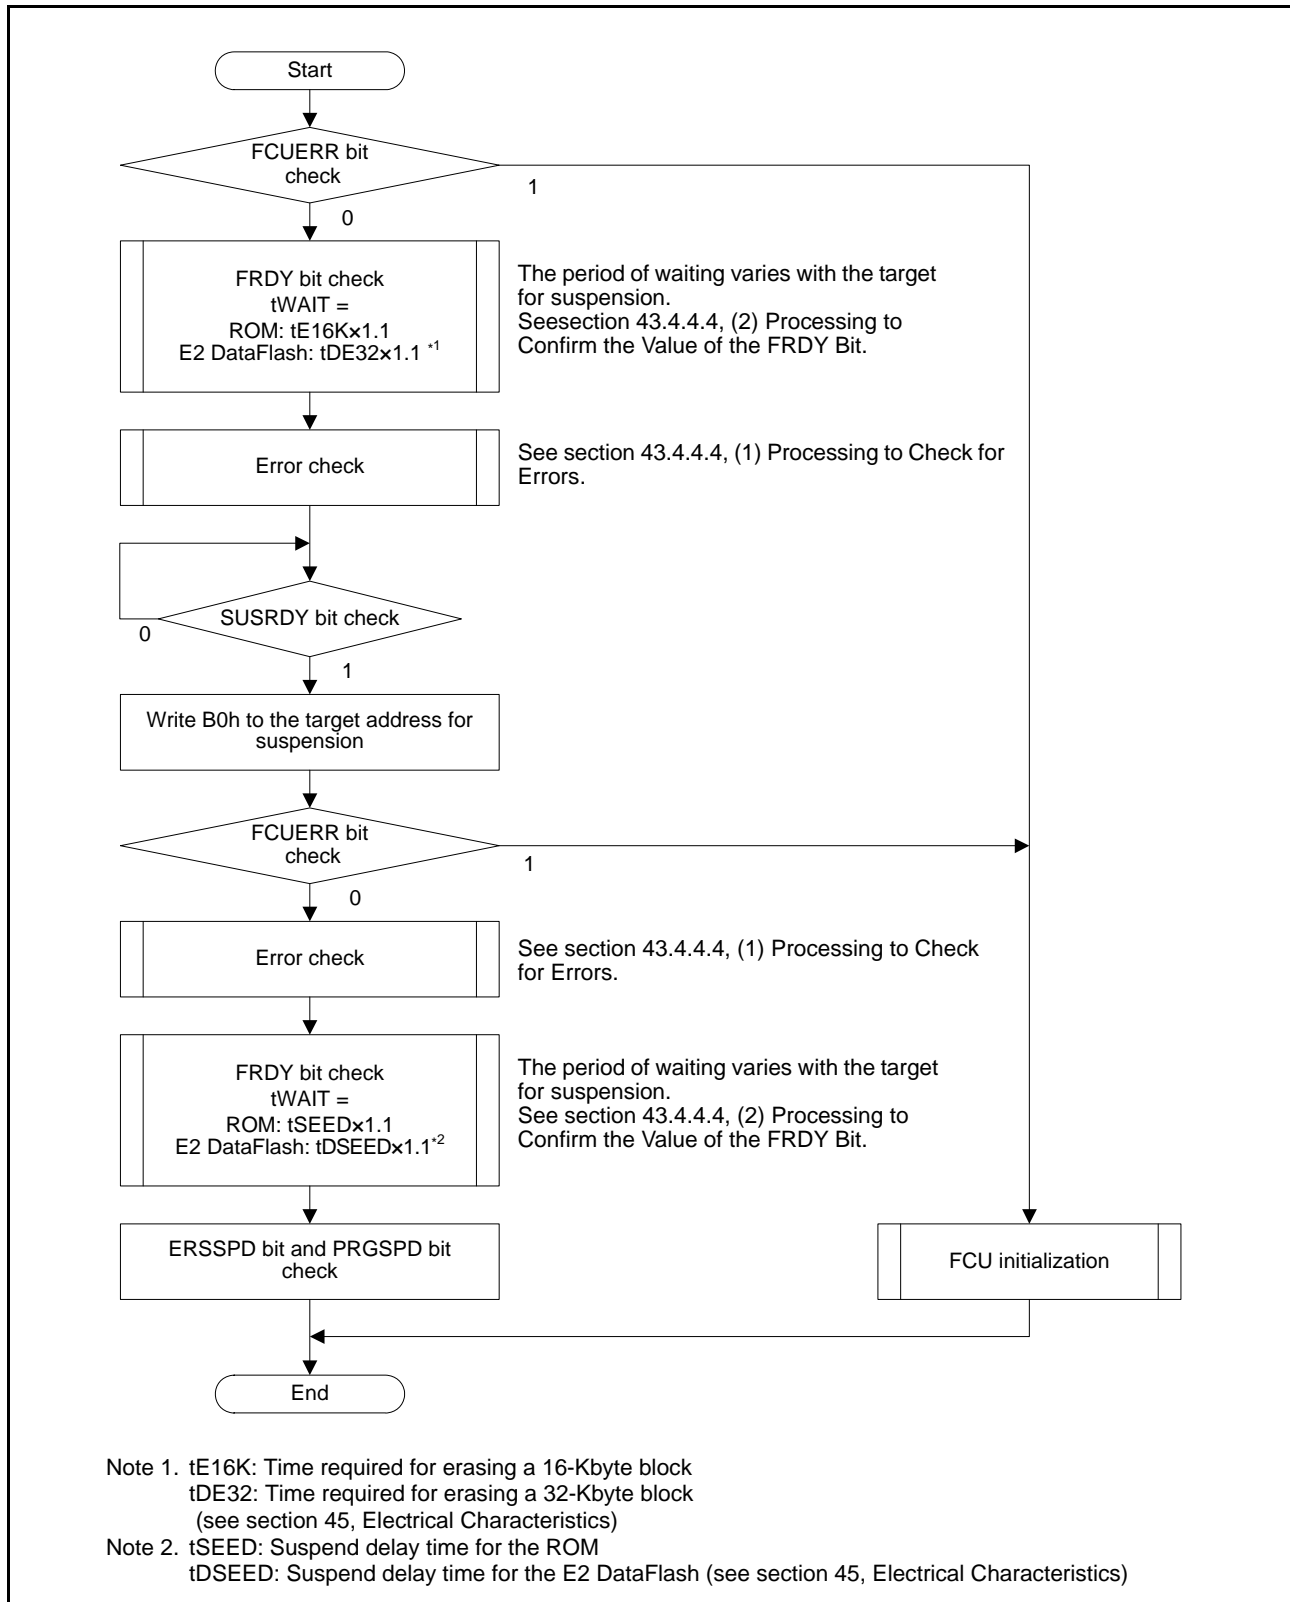 Start
FCUERR bit
check
1
0
FRDY bit check
tWAIT =
ROM: tE16K×1.1
E2 DataFlash: tDE32×1.1 *1
The period of waiting varies with the target
for suspension.
Seesection 43.4.4.4, (2) Processing to
Confirm the Value of the FRDY Bit.
Error check
See section 43.4.4.4, (1) Processing to Check for
Errors.
SUSRDY bit check
0
1
Write B0h to the target address for
suspension
FCUERR bit
check
1
0
Error check
See section 43.4.4.4, (1) Processing to Check
for Errors.
FRDY bit check
tWAIT =
ROM: tSEED×1.1
E2 DataFlash: tDSEED×1.1*2
The period of waiting varies with the target
for suspension.
See section 43.4.4.4, (2) Processing to
Confirm the Value of the FRDY Bit.
ERSSPD bit and PRGSPD bit
check
FCU initialization
End
Note 1. tE16K: Time required for erasing a 16-Kbyte block
tDE32: Time required for erasing a 32-Kbyte block
(see section 45, Electrical Characteristics)
Note 2. tSEED: Suspend delay time for the ROM
tDSEED: Suspend delay time for the E2 DataFlash (see section 45, Electrical Characteristics)